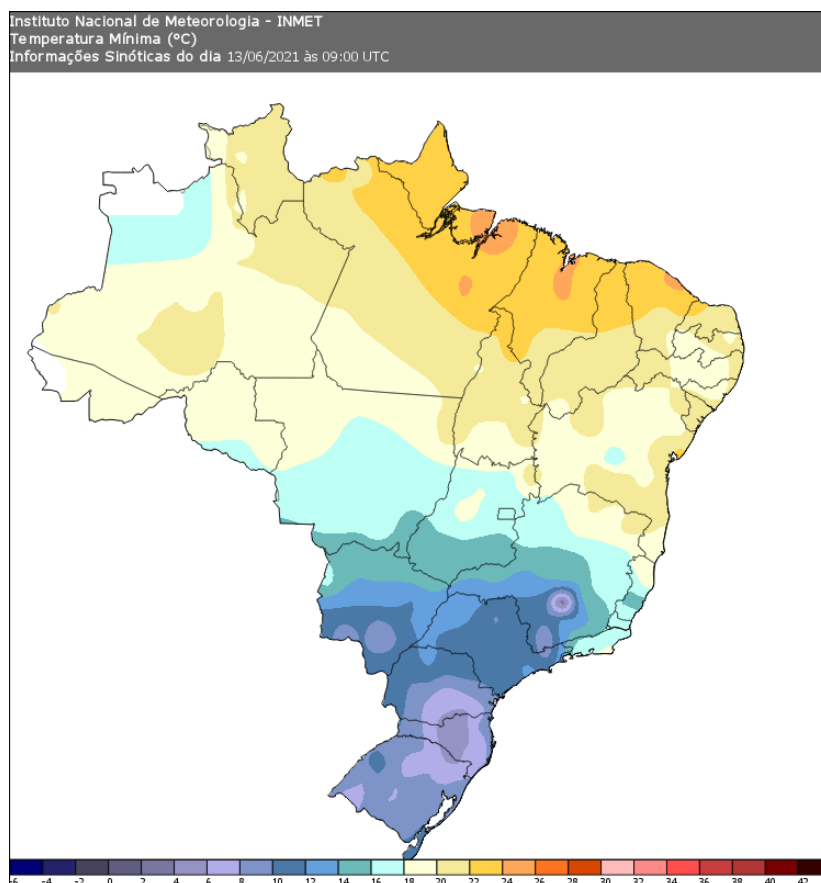 Instituto Nacional de Meteorologia - INMET
Temperatura Mínima (°C)
Informações Sinóticas do dia 13/06/2021 às 09:00 UTC
-6 -4 -2 0 2 4 6 8 10 12 14 16 18 20 22 24 26 28 30 32 34 36 38 40 42